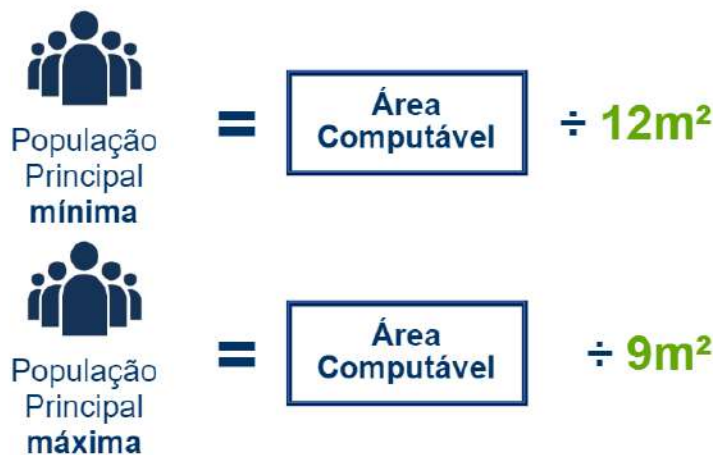 População
Principal
mínima
=
Área
Computável
÷ 12m²
População
Principal
máxima
=
Área
Computável
÷ 9m²